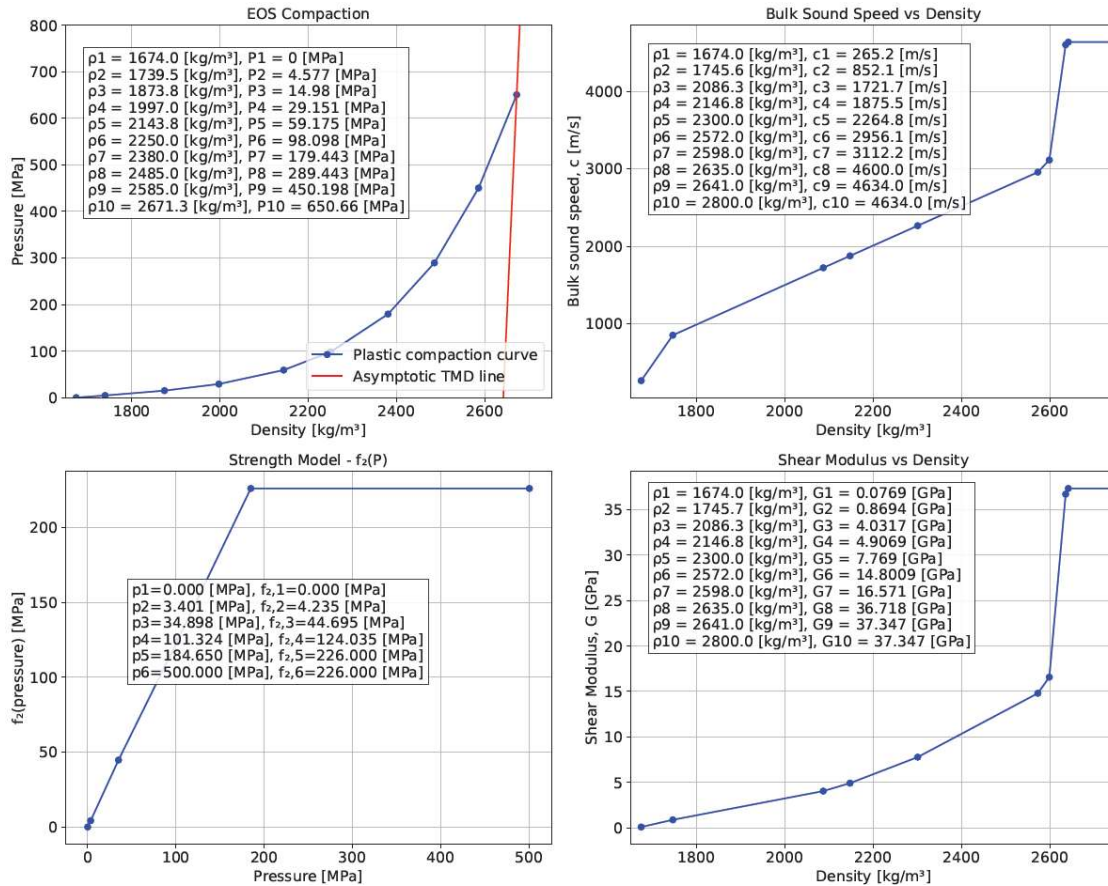 EOS Compaction
800
700
600
500
400
300
200
100
0
Pressure [MPa]
ρ1 = 1674.0 [kg/m³], P1 = 0 [MPa]
ρ2 = 1739.5 [kg/m³], P2 = 4.577 [MPa]
ρ3 = 1873.8 [kg/m³], P3 = 14.98 [MPa]
ρ4 = 1997.0 [kg/m³], P4 = 29.151 [MPa]
ρ5 = 2143.8 [kg/m³], P5 = 59.175 [MPa]
ρ6 = 2250.0 [kg/m³], P6 = 98.098 [MPa]
ρ7 = 2380.0 [kg/m³], P7 = 179.443 [MPa]
ρ8 = 2485.0 [kg/m³], P8 = 289.443 [MPa]
ρ9 = 2585.0 [kg/m³], P9 = 450.198 [MPa]
ρ10 = 2671.3 [kg/m³], P10 = 650.66 [MPa]
Plastic compaction curve
Asymptotic TMD line
1800 2000 2200 2400 2600
Density [kg/m³]
Bulk Sound Speed vs Density
4000
3000
2000
1000
Bulk sound speed, c [m/s]
ρ1 = 1674.0 [kg/m³], c1 = 265.2 [m/s]
ρ2 = 1745.6 [kg/m³], c2 = 852.1 [m/s]
ρ3 = 2086.3 [kg/m³], c3 = 1721.7 [m/s]
ρ4 = 2146.8 [kg/m³], c4 = 1875.5 [m/s]
ρ5 = 2300.0 [kg/m³], c5 = 2264.8 [m/s]
ρ6 = 2572.0 [kg/m³], c6 = 2956.1 [m/s]
ρ7 = 2598.0 [kg/m³], c7 = 3112.2 [m/s]
ρ8 = 2635.0 [kg/m³], c8 = 4600.0 [m/s]
ρ9 = 2641.0 [kg/m³], c9 = 4634.0 [m/s]
ρ10 = 2800.0 [kg/m³], c10 = 4634.0 [m/s]
1800 2000 2200 2400 2600
Density [kg/m³]
Strength Model - f₂(P)
200
150
100
50
0
f₂(pressure) [MPa]
p1=0.000 [MPa], f₂,1=0.000 [MPa]
p2=3.401 [MPa], f₂,2=4.235 [MPa]
p3=34.898 [MPa], f₂,3=44.695 [MPa]
p4=101.324 [MPa], f₂,4=124.035 [MPa]
p5=184.650 [MPa], f₂,5=226.000 [MPa]
p6=500.000 [MPa], f₂,6=226.000 [MPa]
0 100 200 300 400 500
Pressure [MPa]
Shear Modulus vs Density
35
30
25
20
15
10
5
0
Shear Modulus, G [GPa]
ρ1 = 1674.0 [kg/m³], G1 = 0.0769 [GPa]
ρ2 = 1745.7 [kg/m³], G2 = 0.8694 [GPa]
ρ3 = 2086.3 [kg/m³], G3 = 4.0317 [GPa]
ρ4 = 2146.8 [kg/m³], G4 = 4.9069 [GPa]
ρ5 = 2300.0 [kg/m³], G5 = 7.769 [GPa]
ρ6 = 2572.0 [kg/m³], G6 = 14.8009 [GPa]
ρ7 = 2598.0 [kg/m³], G7 = 16.571 [GPa]
ρ8 = 2635.0 [kg/m³], G8 = 36.718 [GPa]
ρ9 = 2641.0 [kg/m³], G9 = 37.347 [GPa]
ρ10 = 2800.0 [kg/m³], G10 = 37.347 [GPa]
1800 2000 2200 2400 2600
Density [kg/m³]